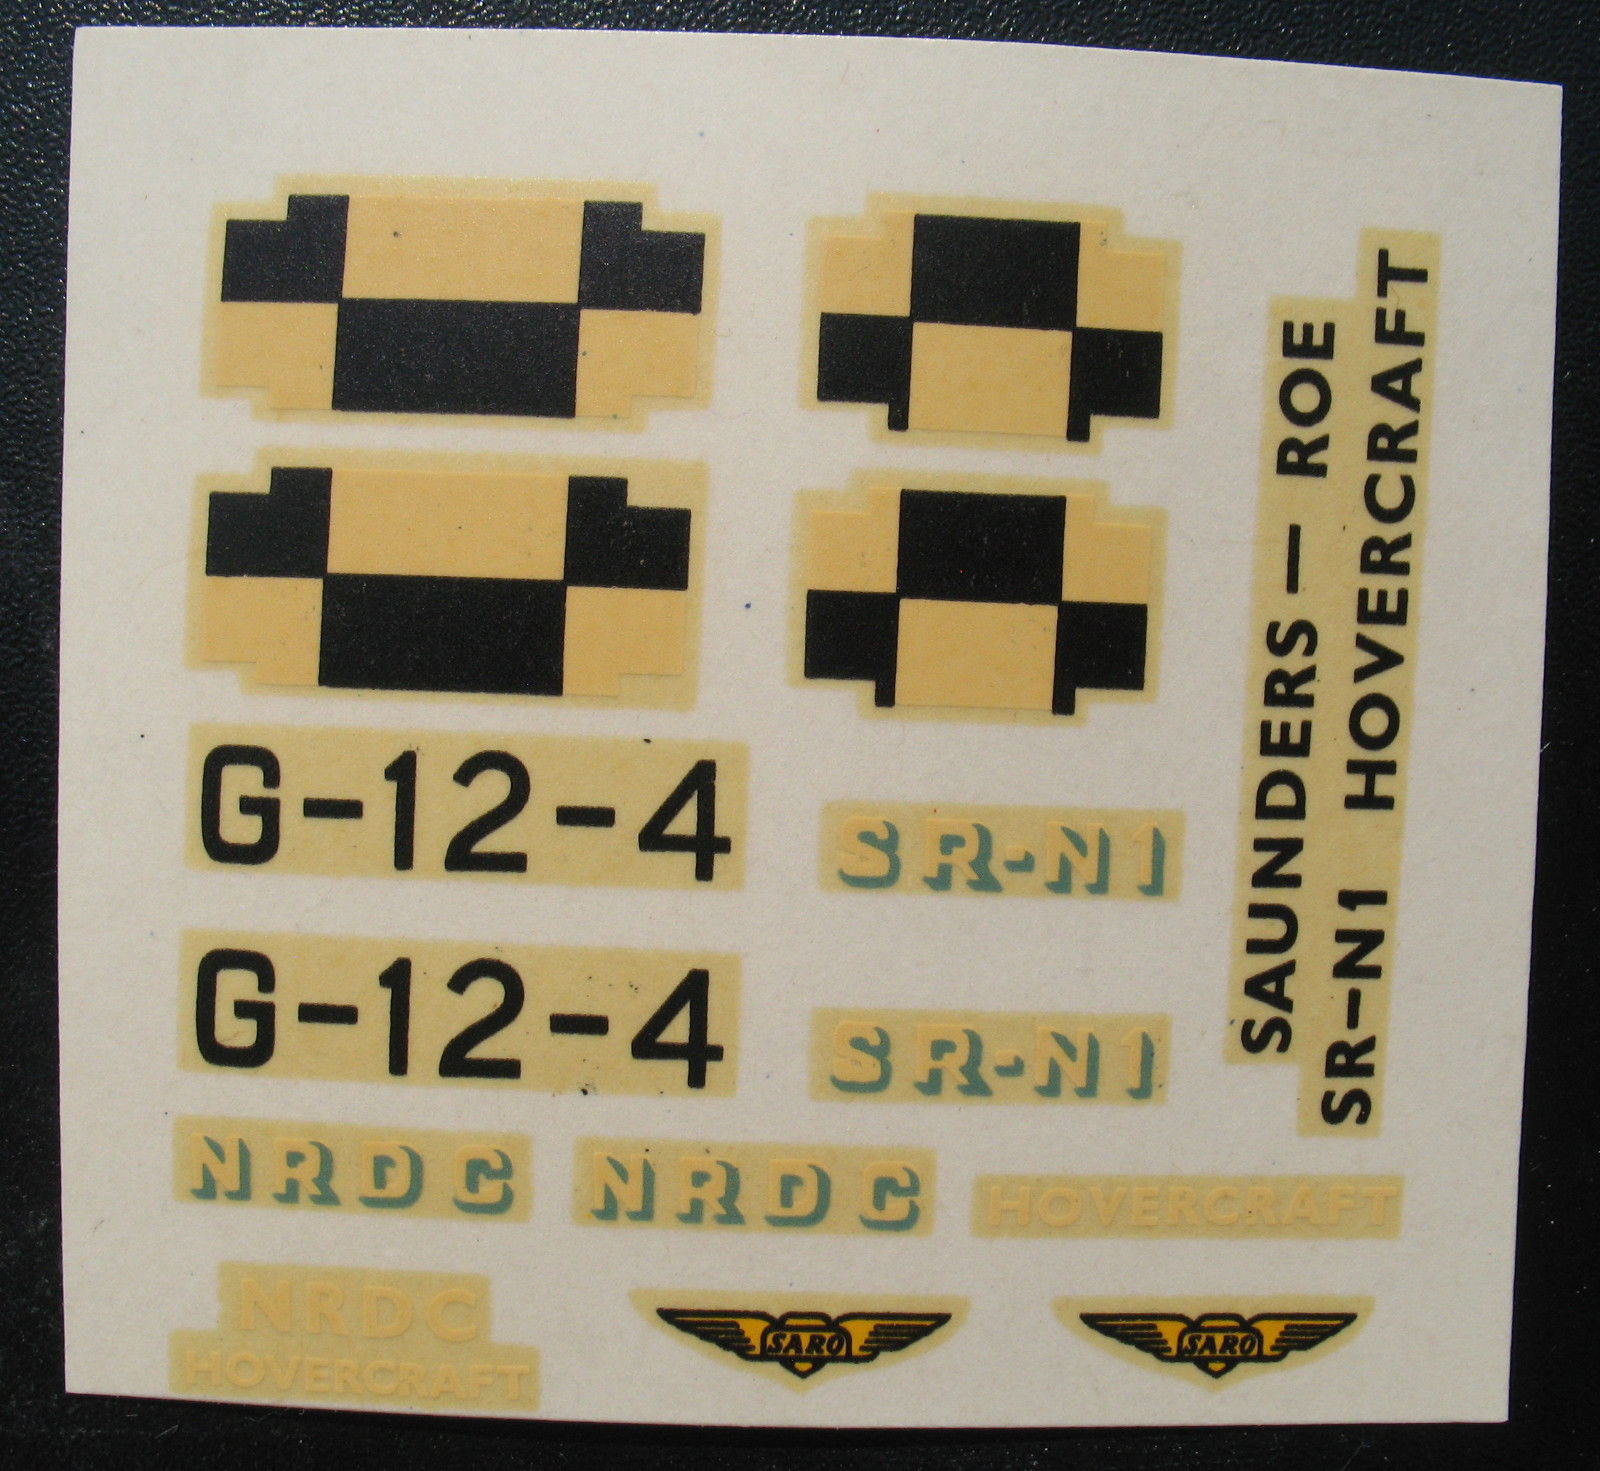 G-12-4
SR-N1
G-12-4
SR-N1
NRDC
NRDC
HOVERCRAFT
NRDC
HOVERCRAFT
SARO
SARO
SAUNDERS — ROE
SR-N1 HOVERCRAFT